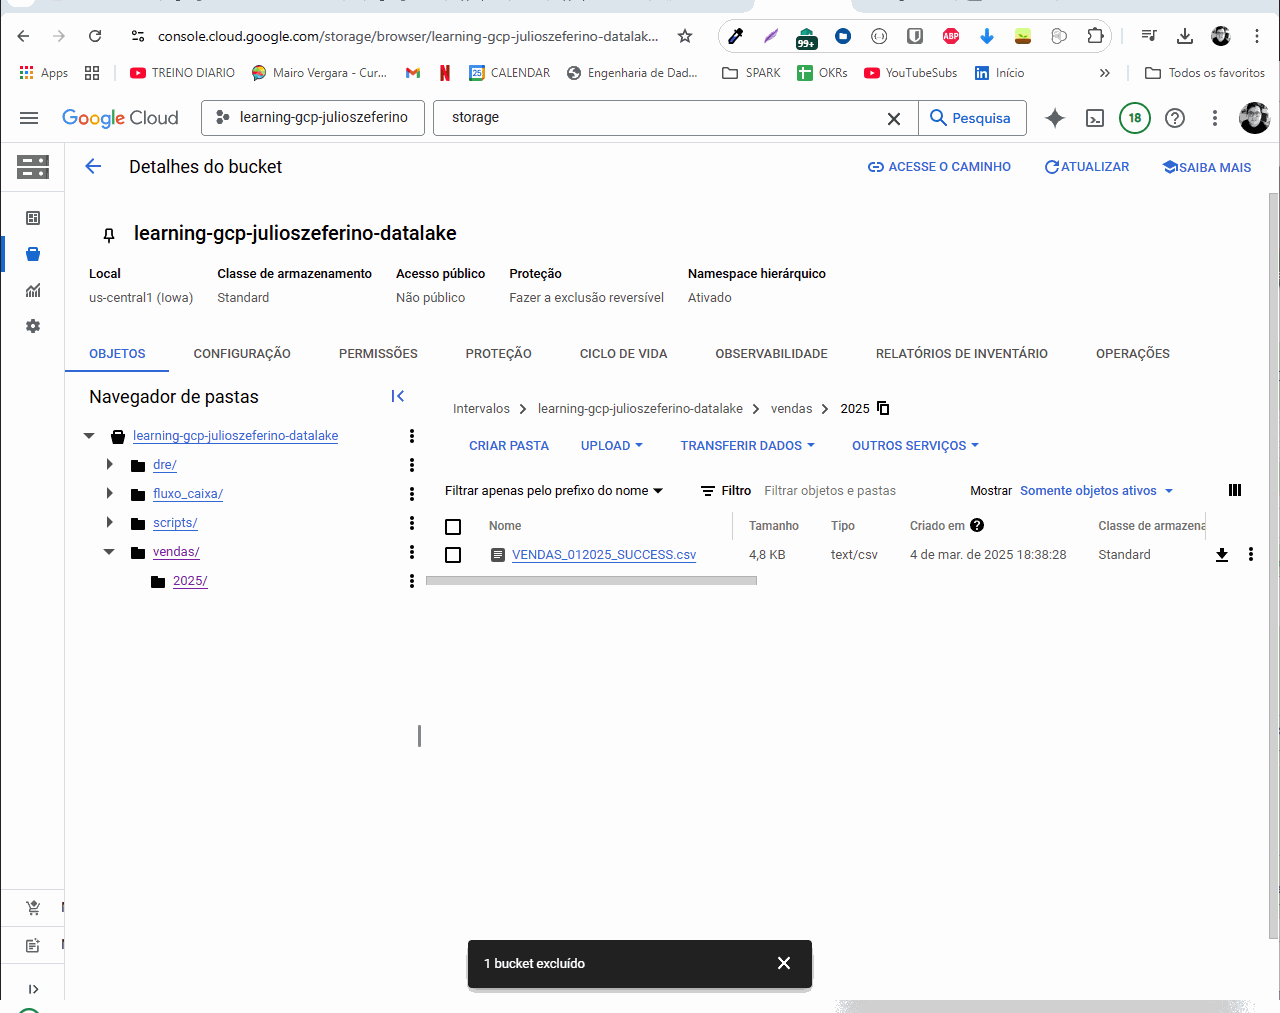 console.cloud.google.com/storage/browser/learning-gcp-julioszeferino-datalak...
99+
ABP
Apps
TREINO DIARIO
Mairo Vergara - Cur...
CALENDAR
Engenharia de Dad...
SPARK
OKRs
YouTubeSubs
Início
Todos os favoritos
Google Cloud
learning-gcp-julioszeferino
storage
Pesquisa
18
Detalhes do bucket
ACESSE O CAMINHO
ATUALIZAR
SAIBA MAIS
learning-gcp-julioszeferino-datalake
Local Classe de armazenamento Acesso público Proteção Namespace hierárquico
us-central1 (Iowa) Standard Não público Fazer a exclusão reversível Ativado
OBJETOS CONFIGURAÇÃO PERMISSÕES PROTEÇÃO CICLO DE VIDA OBSERVABILIDADE RELATÓRIOS DE INVENTÁRIO OPERAÇÕES
Navegador de pastas
learning-gcp-julioszeferino-datalake
dre/
fluxo_caixa/
scripts/
vendas/
2025/
Intervalos > learning-gcp-julioszeferino-datalake > vendas > 2025
CRIAR PASTA UPLOAD TRANSFERIR DADOS OUTROS SERVIÇOS
Filtrar apenas pelo prefixo do nome Filtro Filtrar objetos e pastas Mostrar Somente objetos ativos
Nome Tamanho Tipo Criado em Classe de armazena
VENDAS_012025_SUCCESS.csv 4,8 KB text/csv 4 de mar. de 2025 18:38:28 Standard
1 bucket excluído